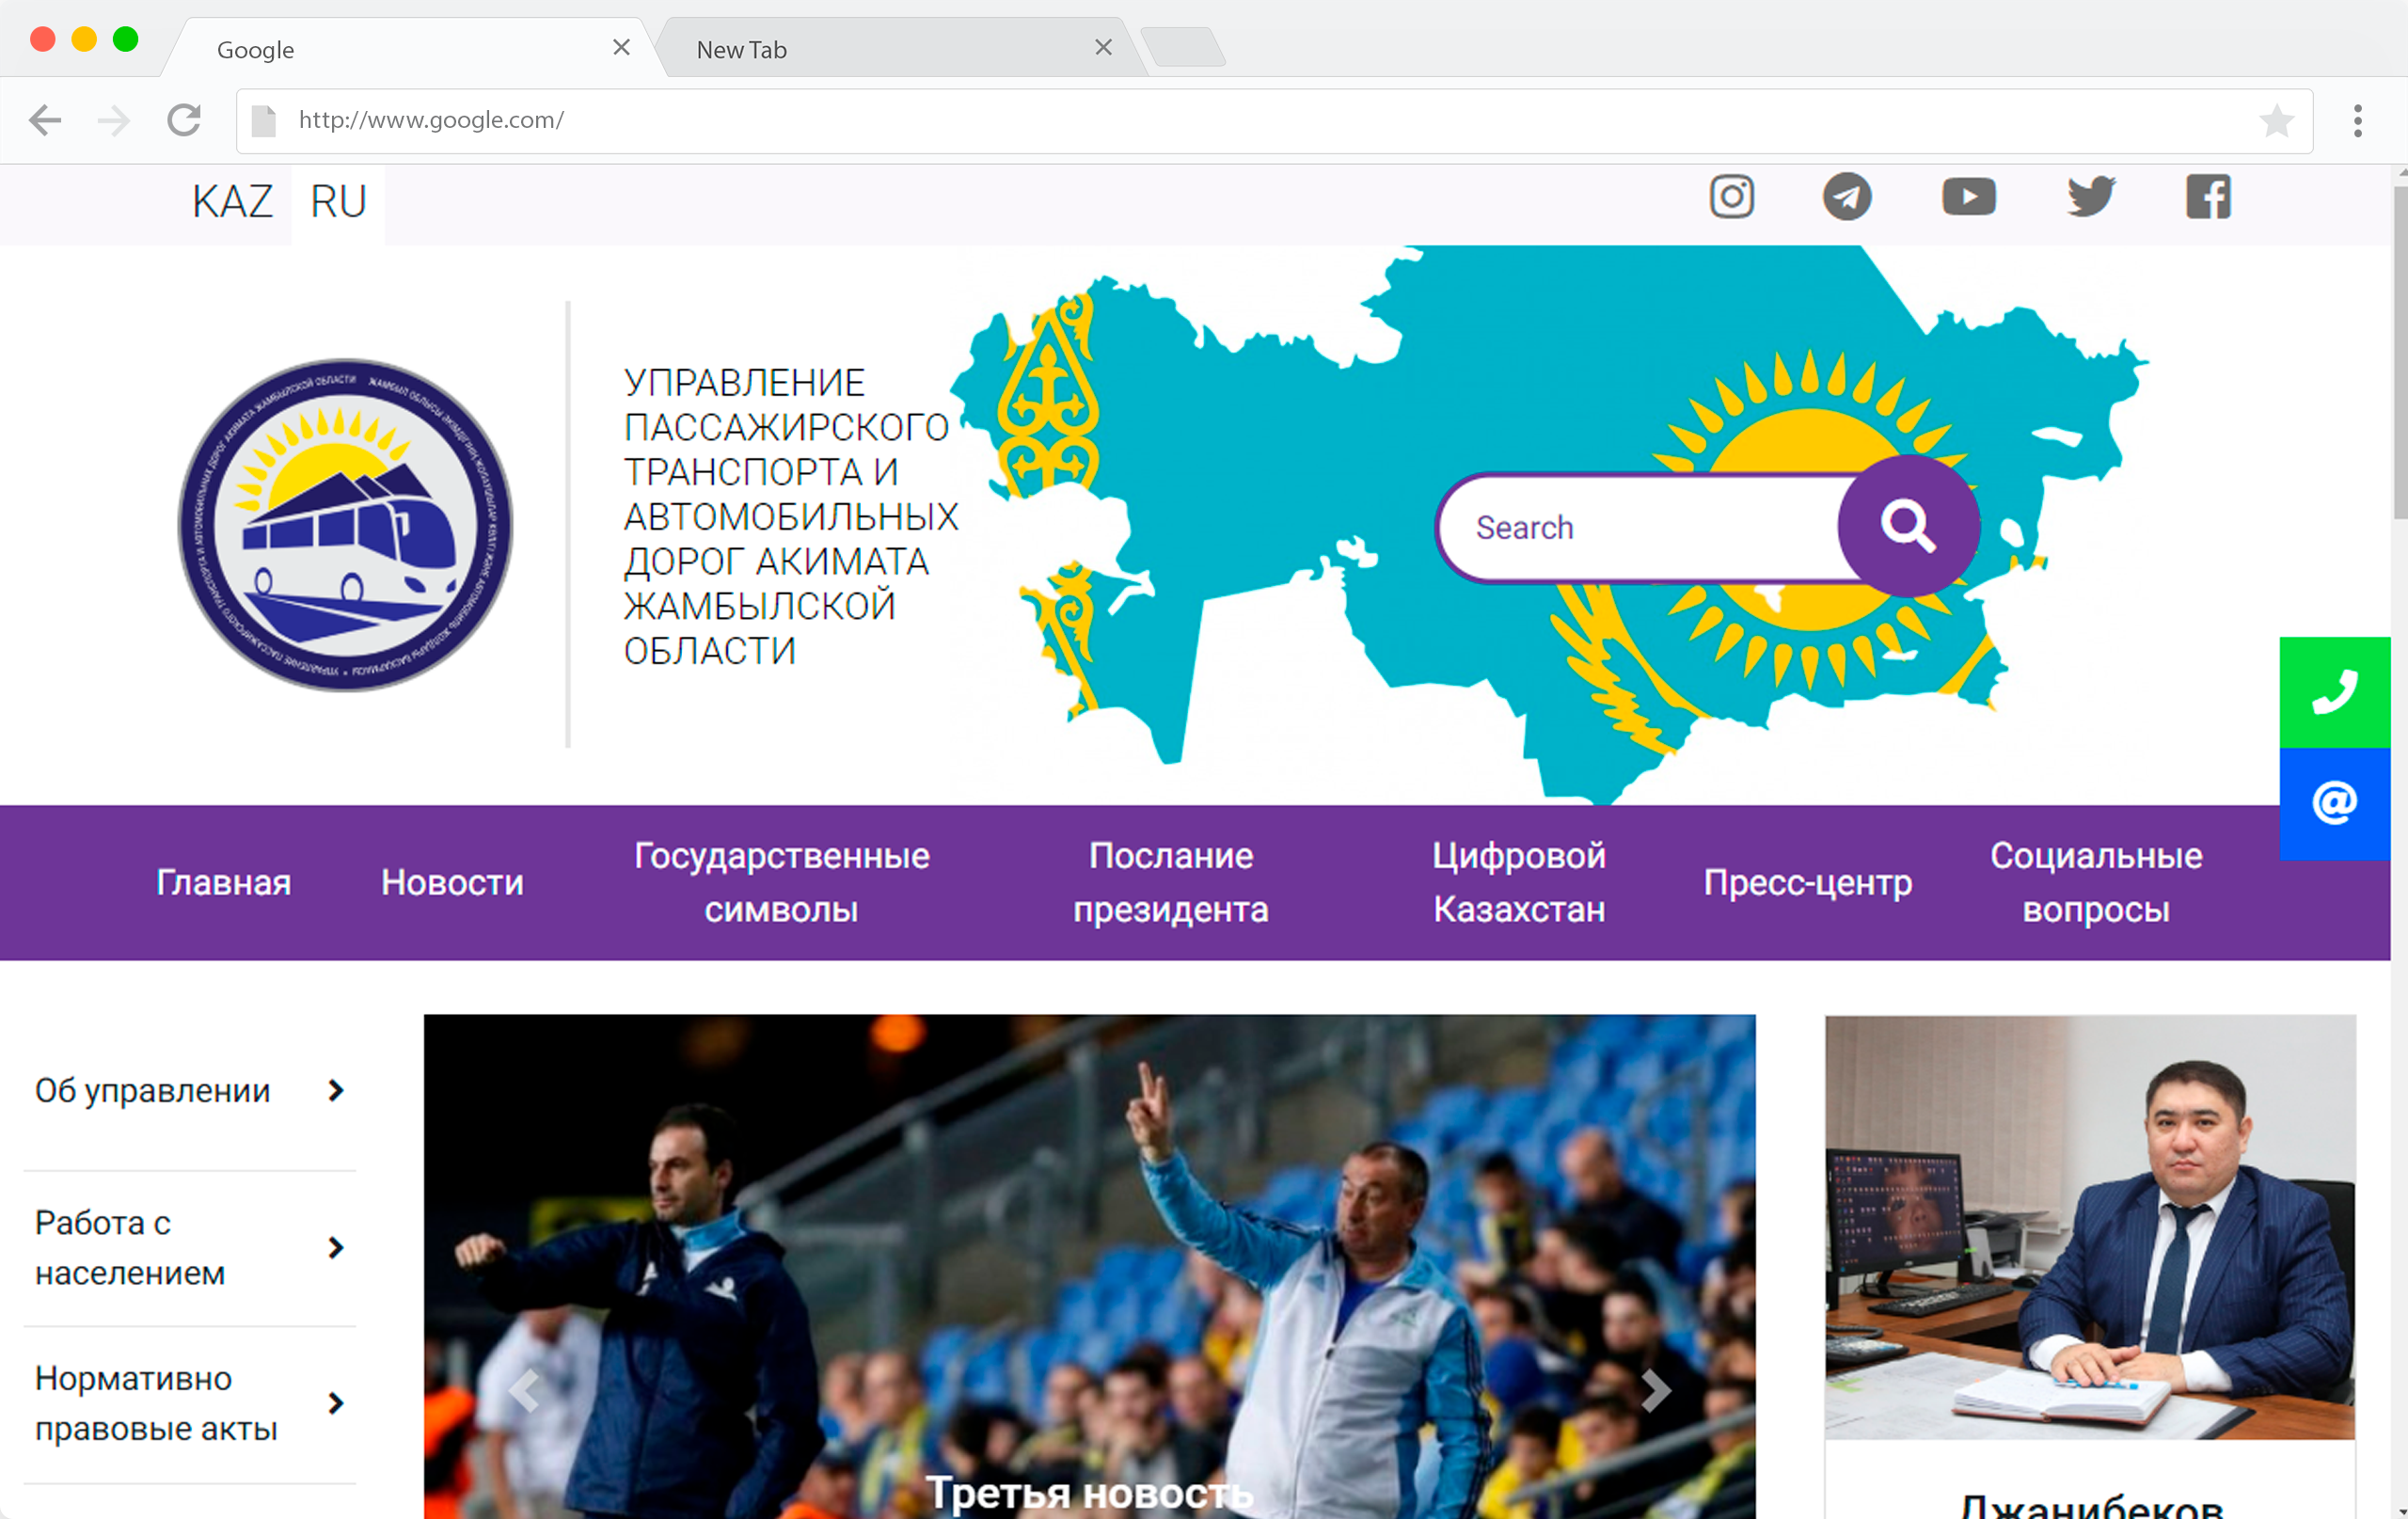 Google
New Tab
http://www.google.com/
KAZ RU
УПРАВЛЕНИЕ
ПАССАЖИРСКОГО
ТРАНСПОРТА И
АВТОМОБИЛЬНЫХ
ДОРОГ АКИМАТА
ЖАМБЫЛСКОЙ
ОБЛАСТИ
Search
Главная
Новости
Государственные
символы
Послание
президента
Цифровой
Казахстан
Пресс-центр
Социальные
вопросы
Об управлении
Работа с
населением
Нормативно
правовые акты
Третья новость
Джанибеков